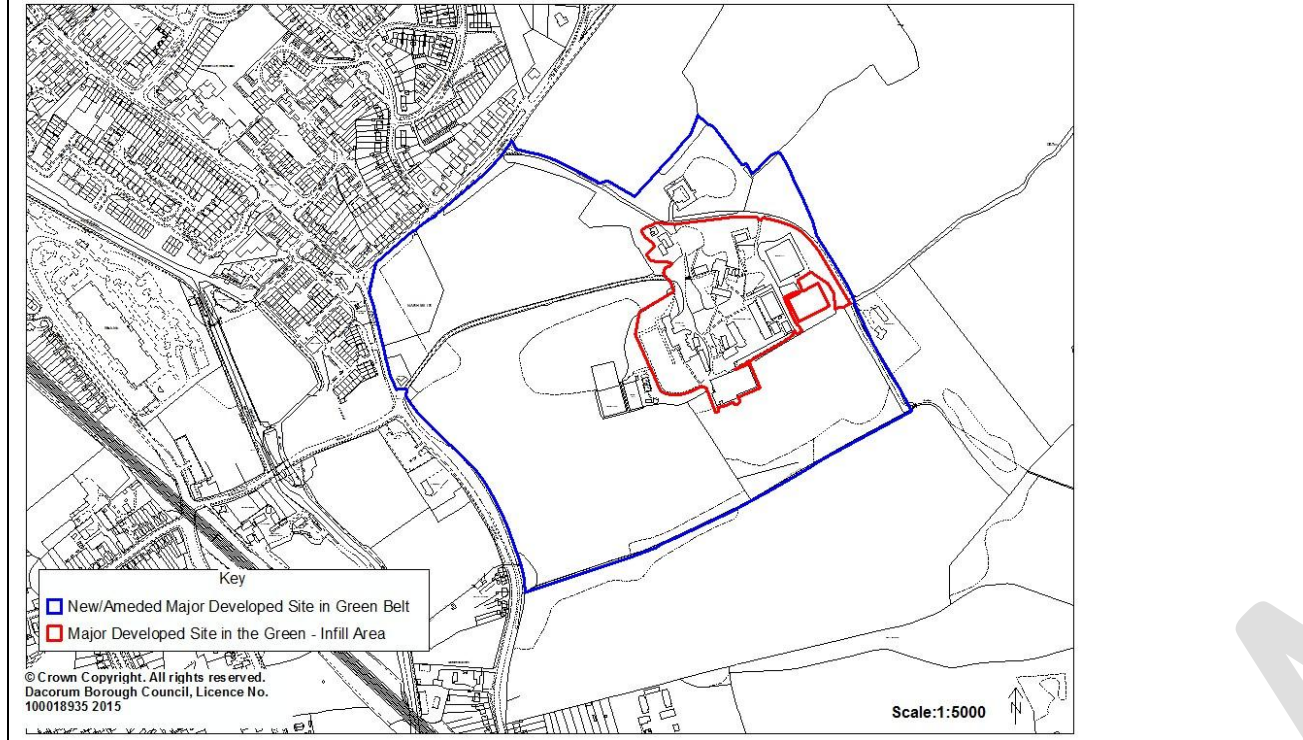 Key
New/Ameded Major Developed Site in Green Belt
Major Developed Site in the Green - Infill Area
© Crown Copyright. All rights reserved.
Dacorum Borough Council, Licence No.
100018935 2015
Scale:1:5000
N